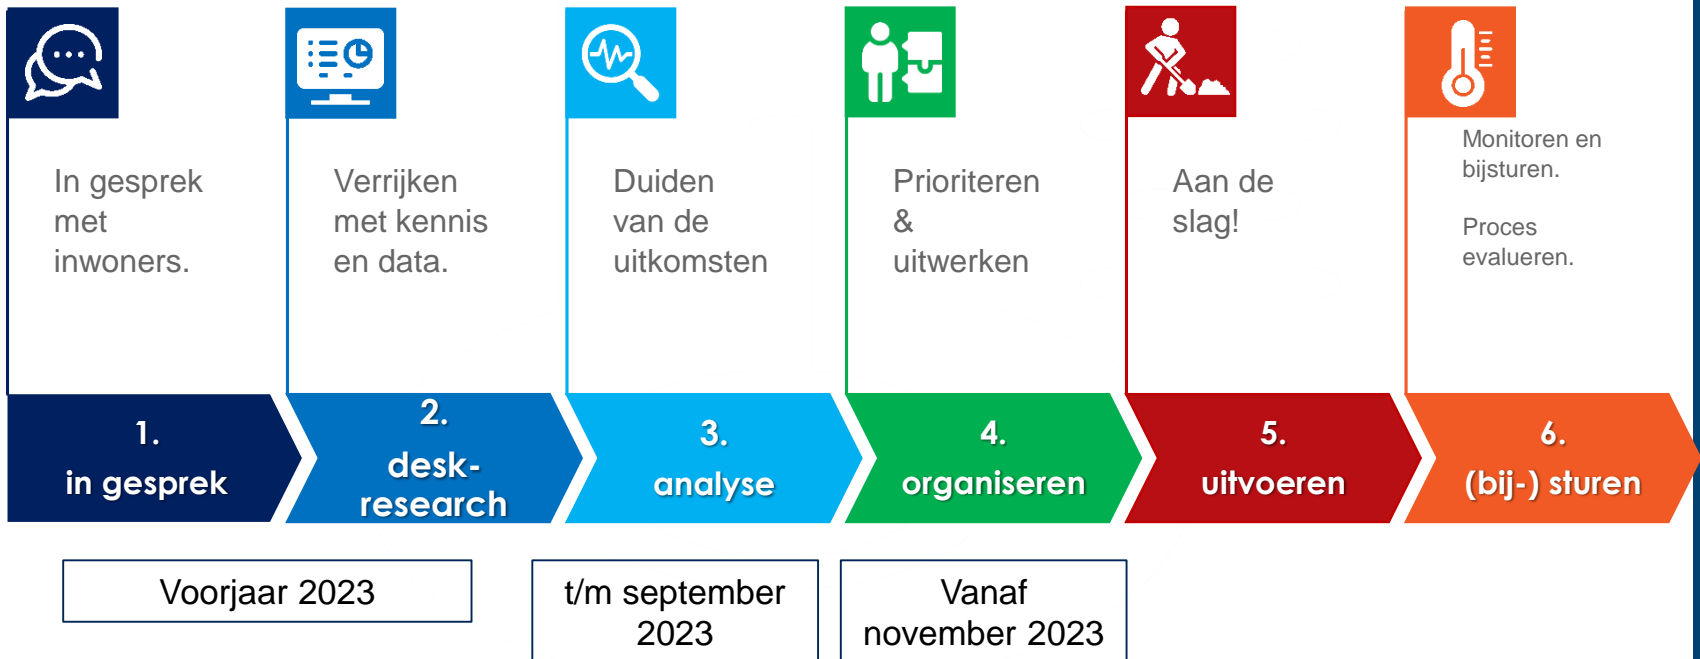 In gesprek
met
inwoners.
Verrijken
met kennis
en data.
Duiden
van de
uitkomsten
Prioriteren
&
uitwerken
Aan de
slag!
Monitoren en
bijsturen.
Proces
evalueren.
1.
in gesprek
2.
desk-
research
3.
analyse
4.
organiseren
5.
uitvoeren
6.
(bij-) sturen
Voorjaar 2023
t/m september
2023
Vanaf
november 2023